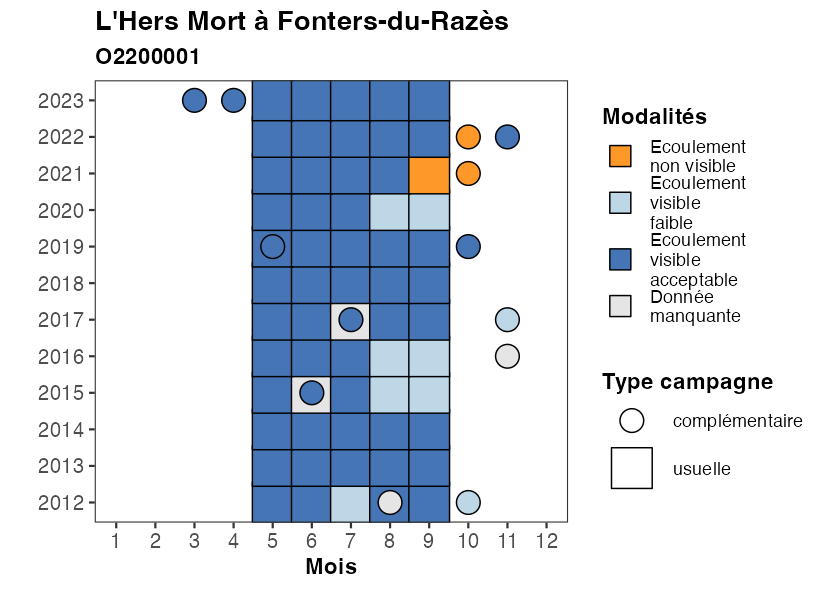 L'Hers Mort à Fonters-du-Razès
O2200001
2023
2022
2021
2020
2019
2018
2017
2016
2015
2014
2013
2012
1 2 3 4 5 6 7 8 9 10 11 12
Mois
Modalités
Ecoulement
non visible
Ecoulement
visible
faible
Ecoulement
visible
acceptable
Donnée
manquante
Type campagne
complémentaire
usuelle